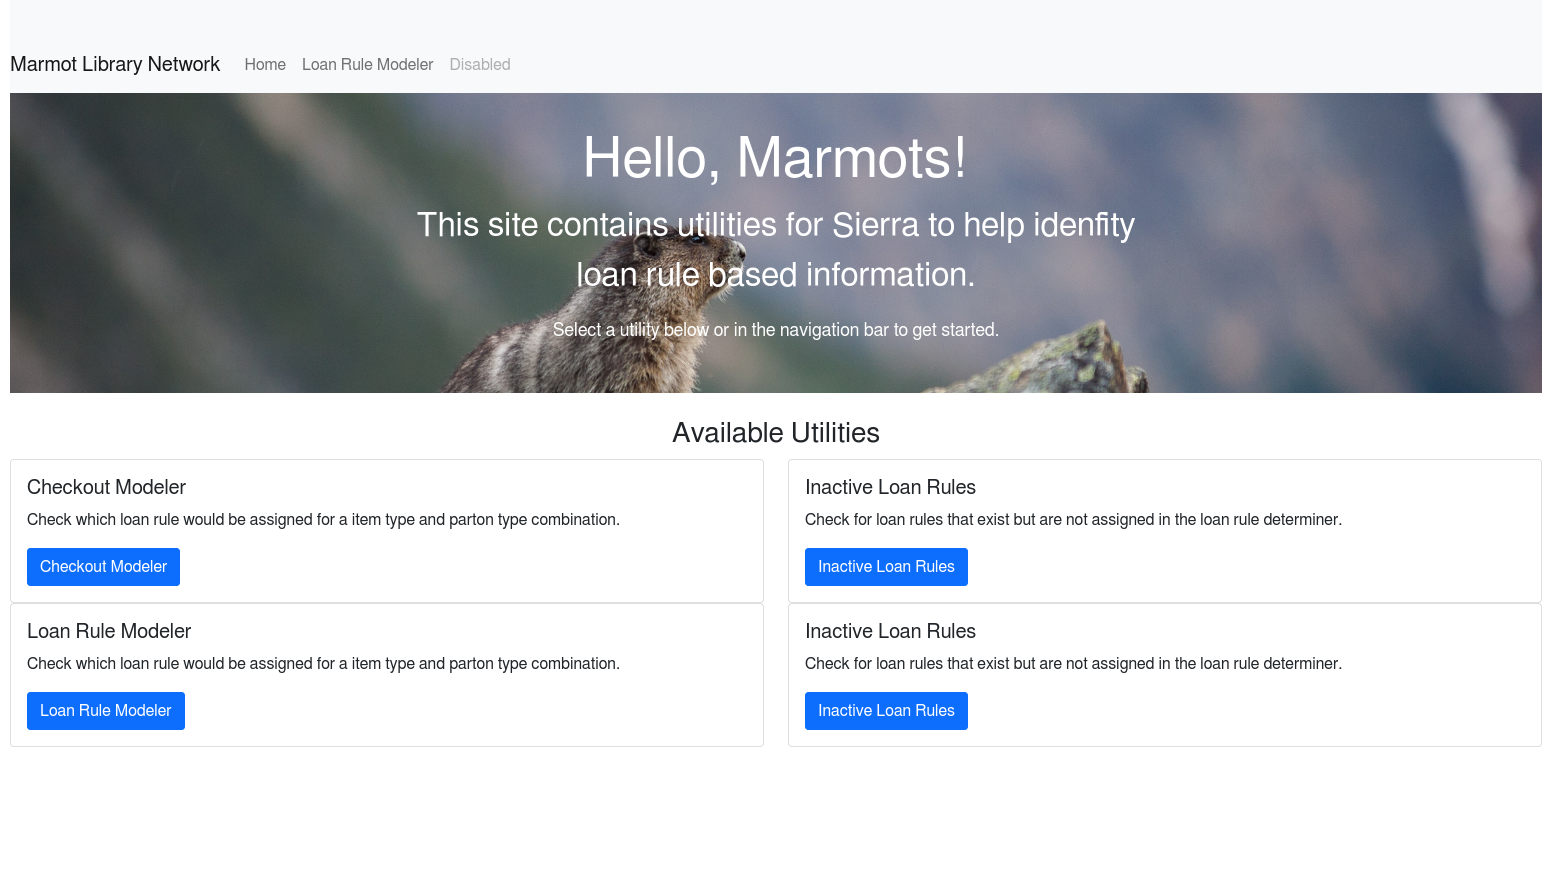 Marmot Library Network Home Loan Rule Modeler Disabled
Hello, Marmots!
This site contains utilities for Sierra to help idenfity
loan rule based information.
Select a utility below or in the navigation bar to get started.
Available Utilities
Checkout Modeler
Check which loan rule would be assigned for a item type and parton type combination.
Checkout Modeler
Inactive Loan Rules
Check for loan rules that exist but are not assigned in the loan rule determiner.
Inactive Loan Rules
Loan Rule Modeler
Check which loan rule would be assigned for a item type and parton type combination.
Loan Rule Modeler
Inactive Loan Rules
Check for loan rules that exist but are not assigned in the loan rule determiner.
Inactive Loan Rules